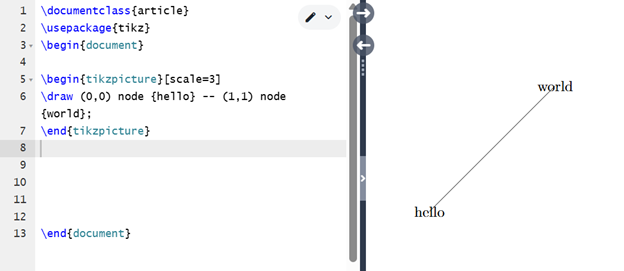 1 \documentclass{article}
2 \usepackage{tikz}
3 \begin{document}
4
5 \begin{tikzpicture}[scale=3]
6 \draw (0,0) node {hello} -- (1,1) node
{world};
7 \end{tikzpicture}
8
9
10
11
12
13 \end{document}
world
hello